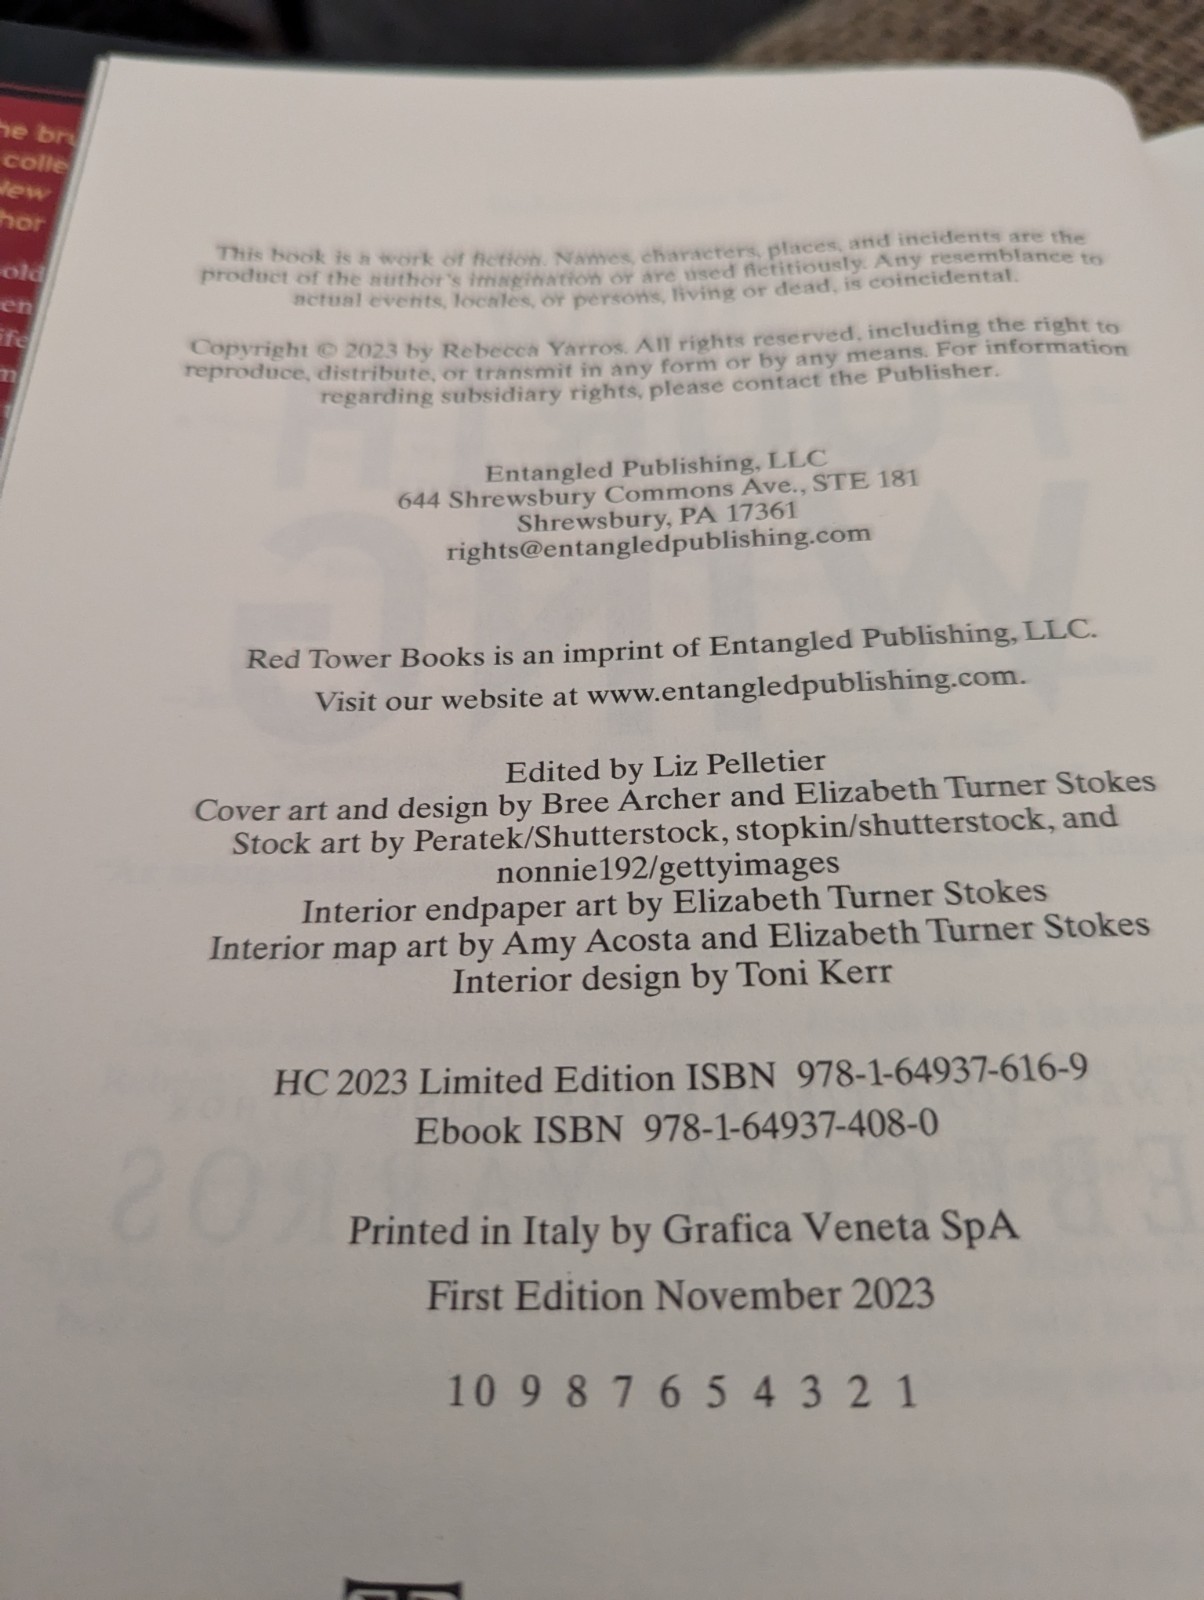 he bru
colle
New
hor
old
en
ife
This book is a work of fiction. Names, characters, places, and incidents are the
product of the author's imagination or are used fictitiously. Any resemblance to
actual events, locales, or persons, living or dead, is coincidental.
Copyright © 2023 by Rebecca Yarros. All rights reserved, including the right to
reproduce, distribute, or transmit in any form or by any means. For information
regarding subsidiary rights, please contact the Publisher.
Entangled Publishing, LLC
644 Shrewsbury Commons Ave., STE 181
Shrewsbury, PA 17361
rights@entangledpublishing.com
Red Tower Books is an imprint of Entangled Publishing, LLC.
Visit our website at www.entangledpublishing.com.
Edited by Liz Pelletier
Cover art and design by Bree Archer and Elizabeth Turner Stokes
Stock art by Peratek/Shutterstock, stopkin/shutterstock, and
nonnie192/gettyimages
Interior endpaper art by Elizabeth Turner Stokes
Interior map art by Amy Acosta and Elizabeth Turner Stokes
Interior design by Toni Kerr
HC 2023 Limited Edition ISBN 978-1-64937-616-9
Ebook ISBN 978-1-64937-408-0
Printed in Italy by Grafica Veneta SpA
First Edition November 2023
10 9 8 7 6 5 4 3 2 1